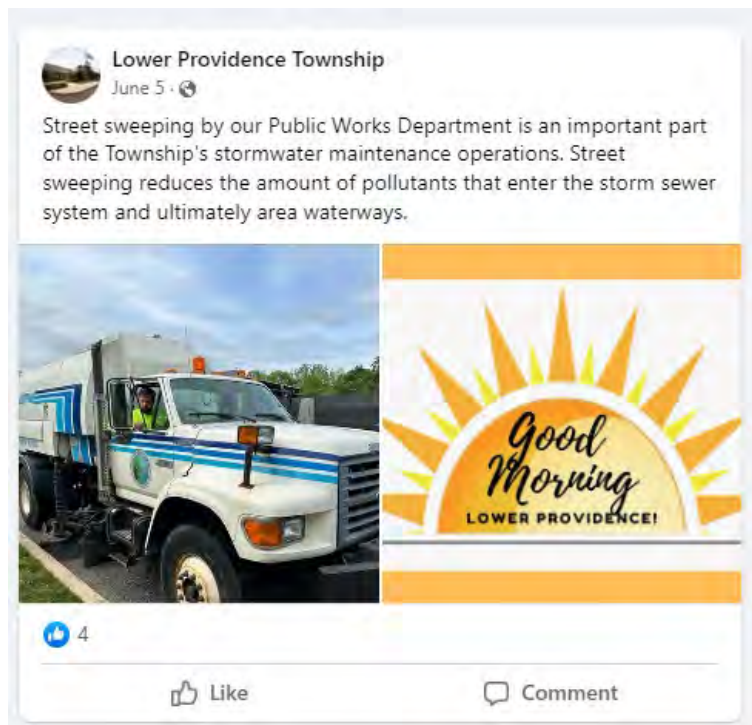 Lower Providence Township
June 5 ·
Street sweeping by our Public Works Department is an important part
of the Township's stormwater maintenance operations. Street
sweeping reduces the amount of pollutants that enter the storm sewer
system and ultimately area waterways.
Good
Morning
LOWER PROVIDENCE!
4
Like
Comment